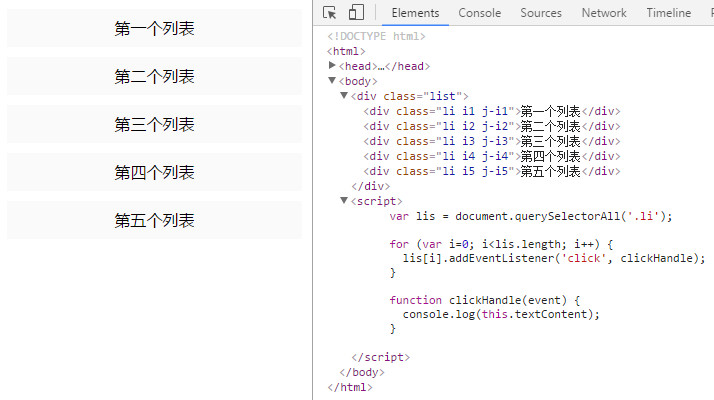 第一个列表
第二个列表
第三个列表
第四个列表
第五个列表
Elements Console Sources Network Timeline Pro
<!DOCTYPE html>
<html>
<head>…</head>
<body>
<div class="list">
<div class="li i1 j-i1">第一个列表</div>
<div class="li i2 j-i2">第二个列表</div>
<div class="li i3 j-i3">第三个列表</div>
<div class="li i4 j-i4">第四个列表</div>
<div class="li i5 j-i5">第五个列表</div>
</div>
<script>
var lis = document.querySelectorAll('.li');
for (var i=0; i<lis.length; i++) {
lis[i].addEventListener('click', clickHandle);
}
function clickHandle(event) {
console.log(this.textContent);
}
</script>
</body>
</html>